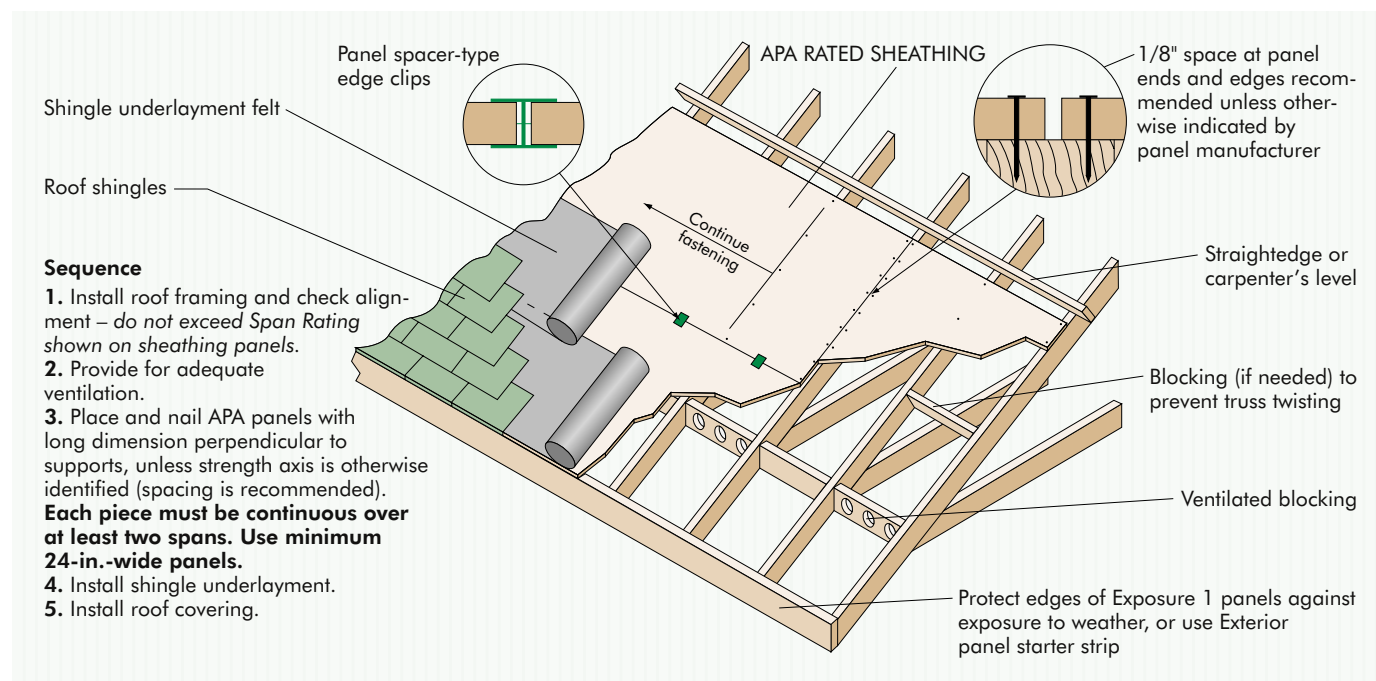 Panel spacer-type
edge clips
APA RATED SHEATHING
1/8" space at panel
ends and edges recom-
mended unless other-
wise indicated by
panel manufacturer
Shingle underlayment felt
Roof shingles
Continue
fastening
Straightedge or
carpenter's level
Sequence
1. Install roof framing and check align-
ment – do not exceed Span Rating
shown on sheathing panels.
2. Provide for adequate
ventilation.
3. Place and nail APA panels with
long dimension perpendicular to
supports, unless strength axis is otherwise
identified (spacing is recommended).
Each piece must be continuous over
at least two spans. Use minimum
24-in.-wide panels.
4. Install shingle underlayment.
5. Install roof covering.
Blocking (if needed) to
prevent truss twisting
Ventilated blocking
Protect edges of Exposure 1 panels against
exposure to weather, or use Exterior
panel starter strip